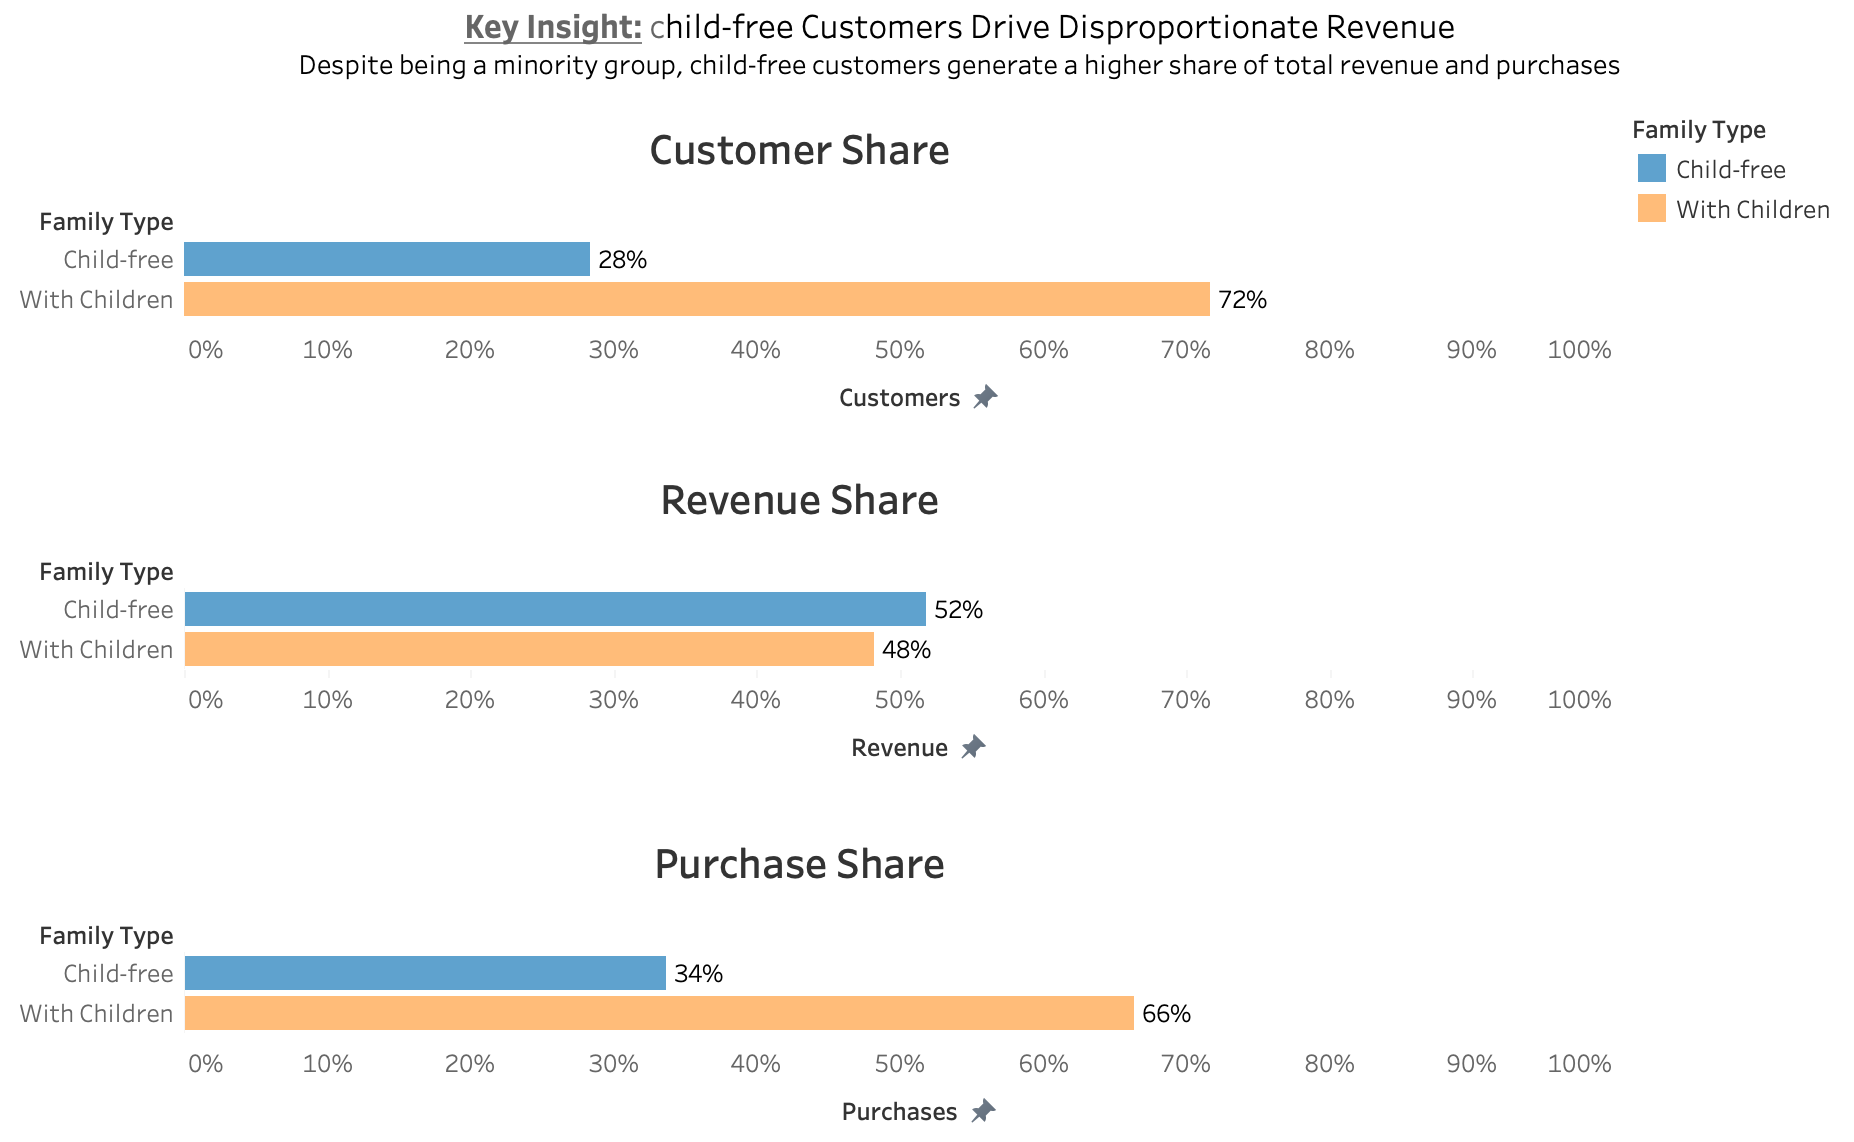 Key Insight: child-free Customers Drive Disproportionate Revenue
Despite being a minority group, child-free customers generate a higher share of total revenue and purchases
Family Type
Child-free
With Children
Customer Share
Family Type
Child-free 28%
With Children 72%
0% 10% 20% 30% 40% 50% 60% 70% 80% 90% 100%
Customers
Revenue Share
Family Type
Child-free 52%
With Children 48%
0% 10% 20% 30% 40% 50% 60% 70% 80% 90% 100%
Revenue
Purchase Share
Family Type
Child-free 34%
With Children 66%
0% 10% 20% 30% 40% 50% 60% 70% 80% 90% 100%
Purchases